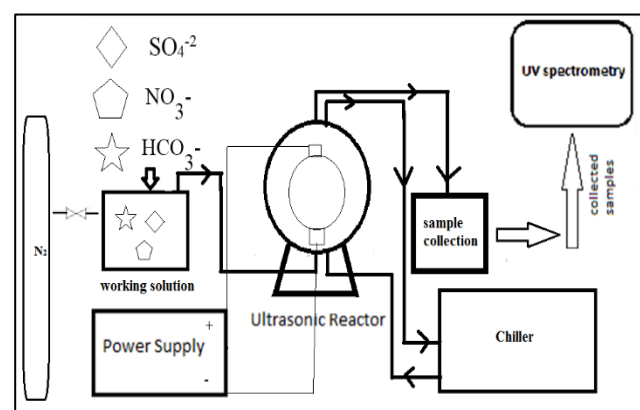 SO₄⁻²
NO₃-
HCO₃-
N₂
working solution
Power Supply
+
-
Ultrasonic Reactor
sample
collection
collected
samples
UV spectrometry
Chiller